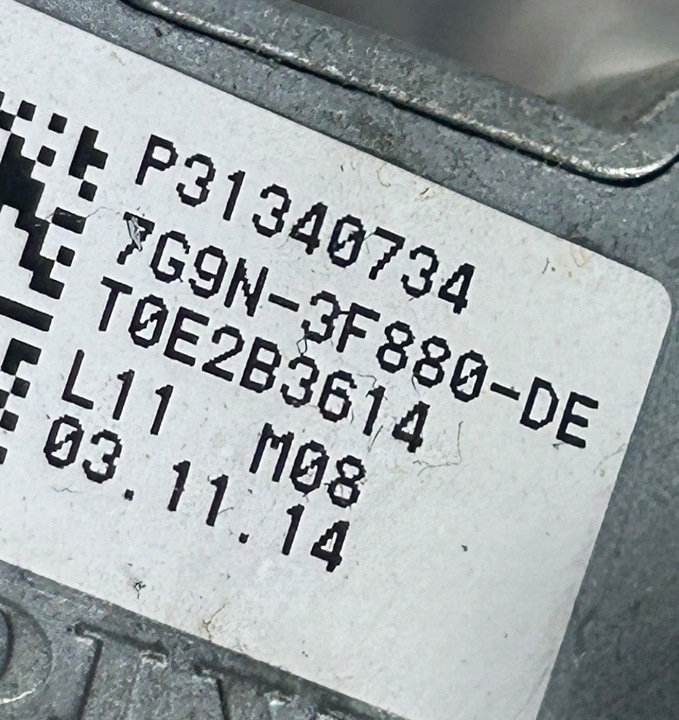 P31340734
7G9N-3F880-DE
T0E2B3614
L11 M08
03.11.14